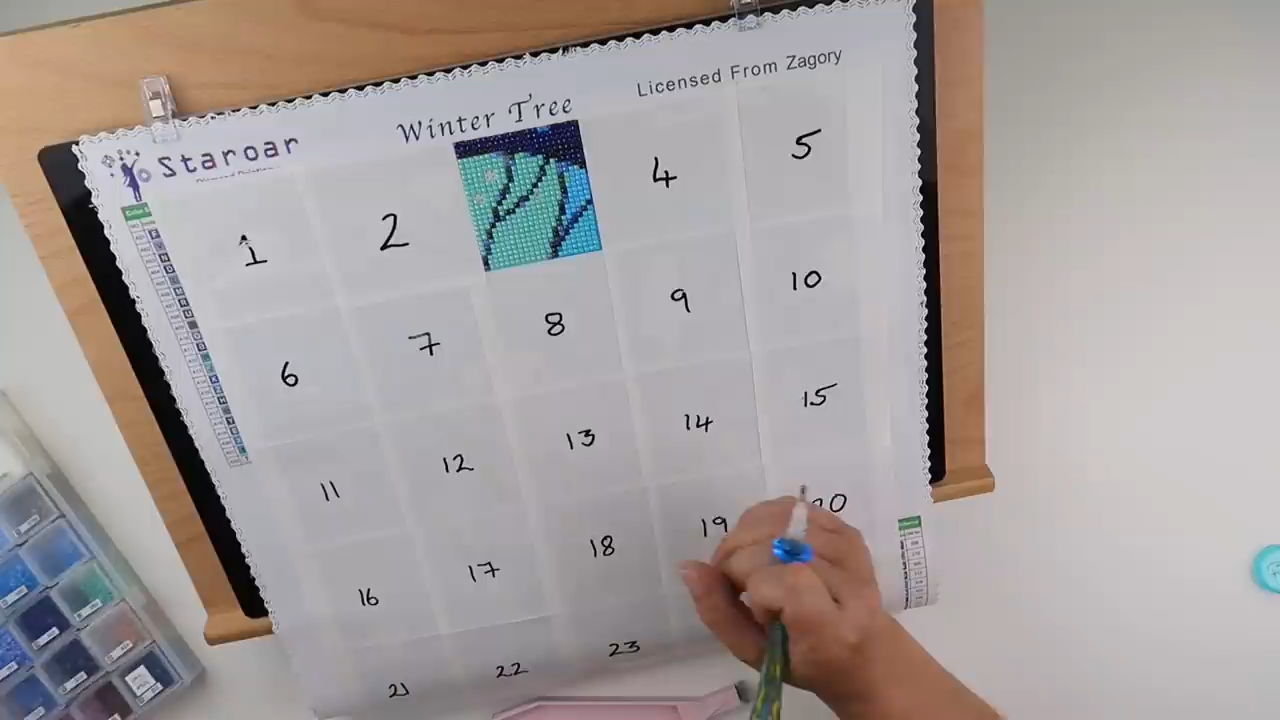 Licensed From Zagory
Winter Tree
Staroar
1 2 4 5
6 7 8 9 10
11 12 13 14 15
16 17 18 19 20
21 22 23